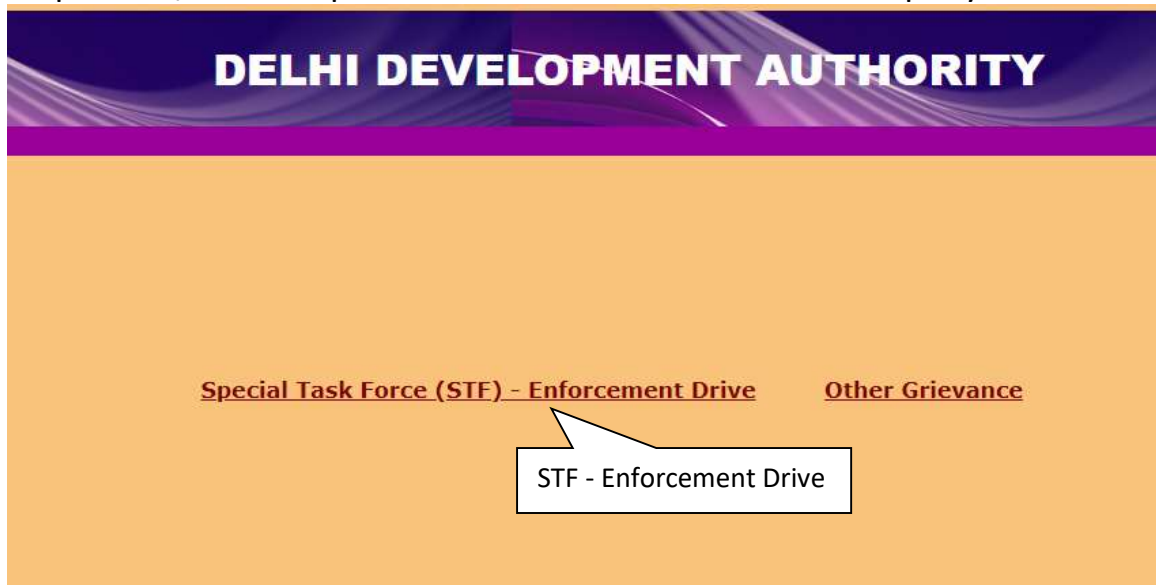 DELHI DEVELOPMENT AUTHORITY
Special Task Force (STF) - Enforcement Drive Other Grievance
STF - Enforcement Drive